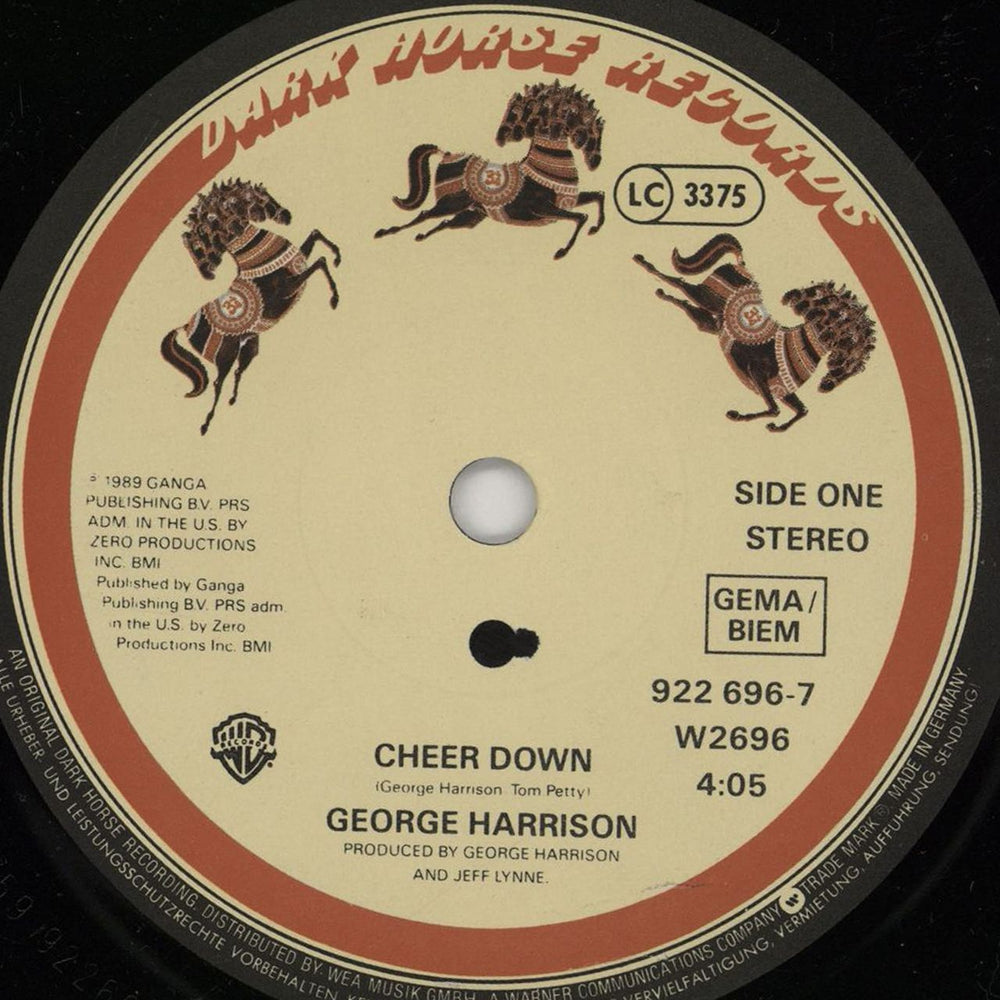 DARK HORSE RECORDS
LC 3375
℗ 1989 GANGA
PUBLISHING B.V. PRS
ADM. IN THE U.S. BY
ZERO PRODUCTIONS
INC. BMI
Published by Ganga
Publishing B.V. PRS adm.
in the U.S. by Zero
Productions Inc. BMI
SIDE ONE
STEREO
GEMA/
BIEM
922 696-7
W2696
4:05
W RECORDS
CHEER DOWN
(George Harrison Tom Petty)
GEORGE HARRISON
PRODUCED BY GEORGE HARRISON
AND JEFF LYNNE.
AN ORIGINAL DARK HORSE RECORDING. DISTRIBUTED BY WEA MUSIK GMBH. A WARNER COMMUNICATIONS COMPANY W TRADE MARK ® MADE IN GERMANY.
ALLE URHEBER- UND LEISTUNGSSCHUTZRECHTE VORBEHALTEN. VERVIELFÄLTIGUNG, VERMIETUNG, AUFFÜHRUNG, SENDUNG!